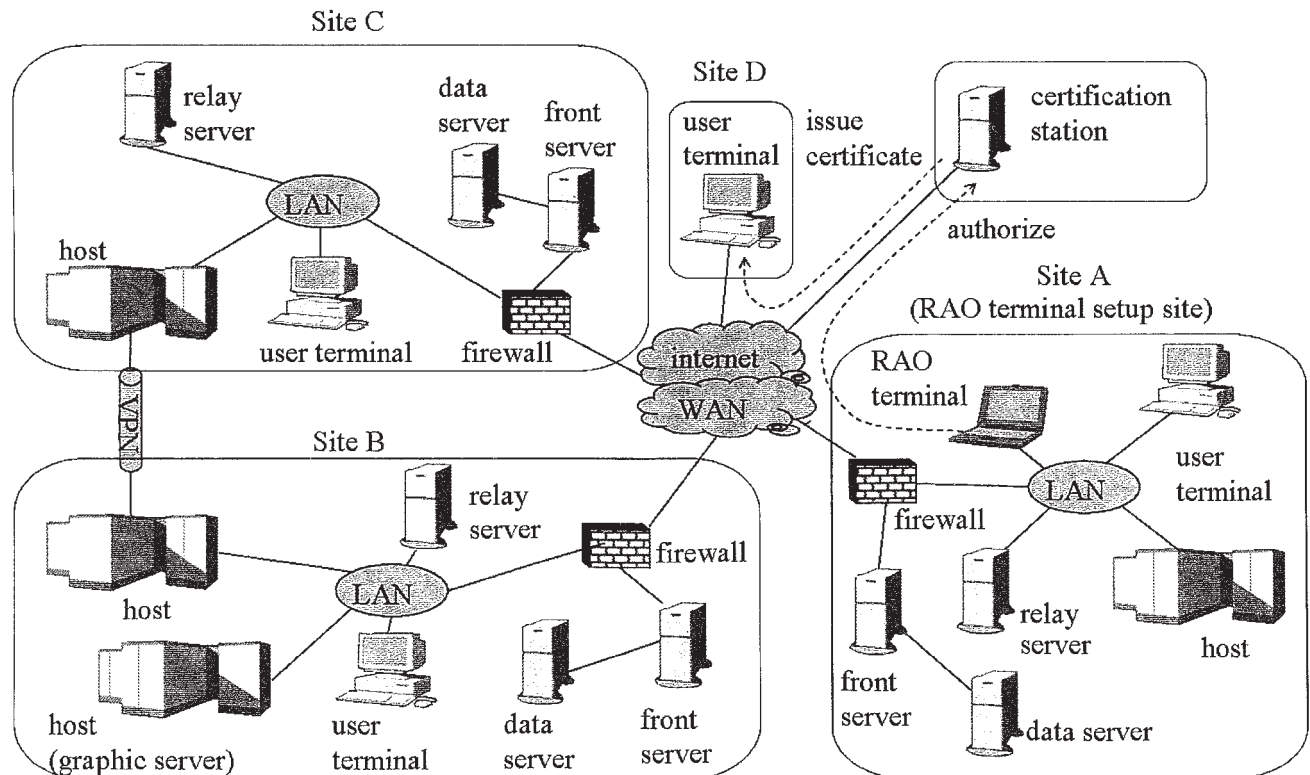 Site C
relay
server
data
server
front
server
LAN
host
user terminal
firewall
Site D
user
terminal
issue
certificate
certification
station
authorize
Site A
(RAO terminal setup site)
internet
WAN
RAO
terminal
user
terminal
LAN
firewall
relay
server
host
front
server
data server
VPN
Site B
relay
server
firewall
host
LAN
host
(graphic server)
user
terminal
data
server
front
server